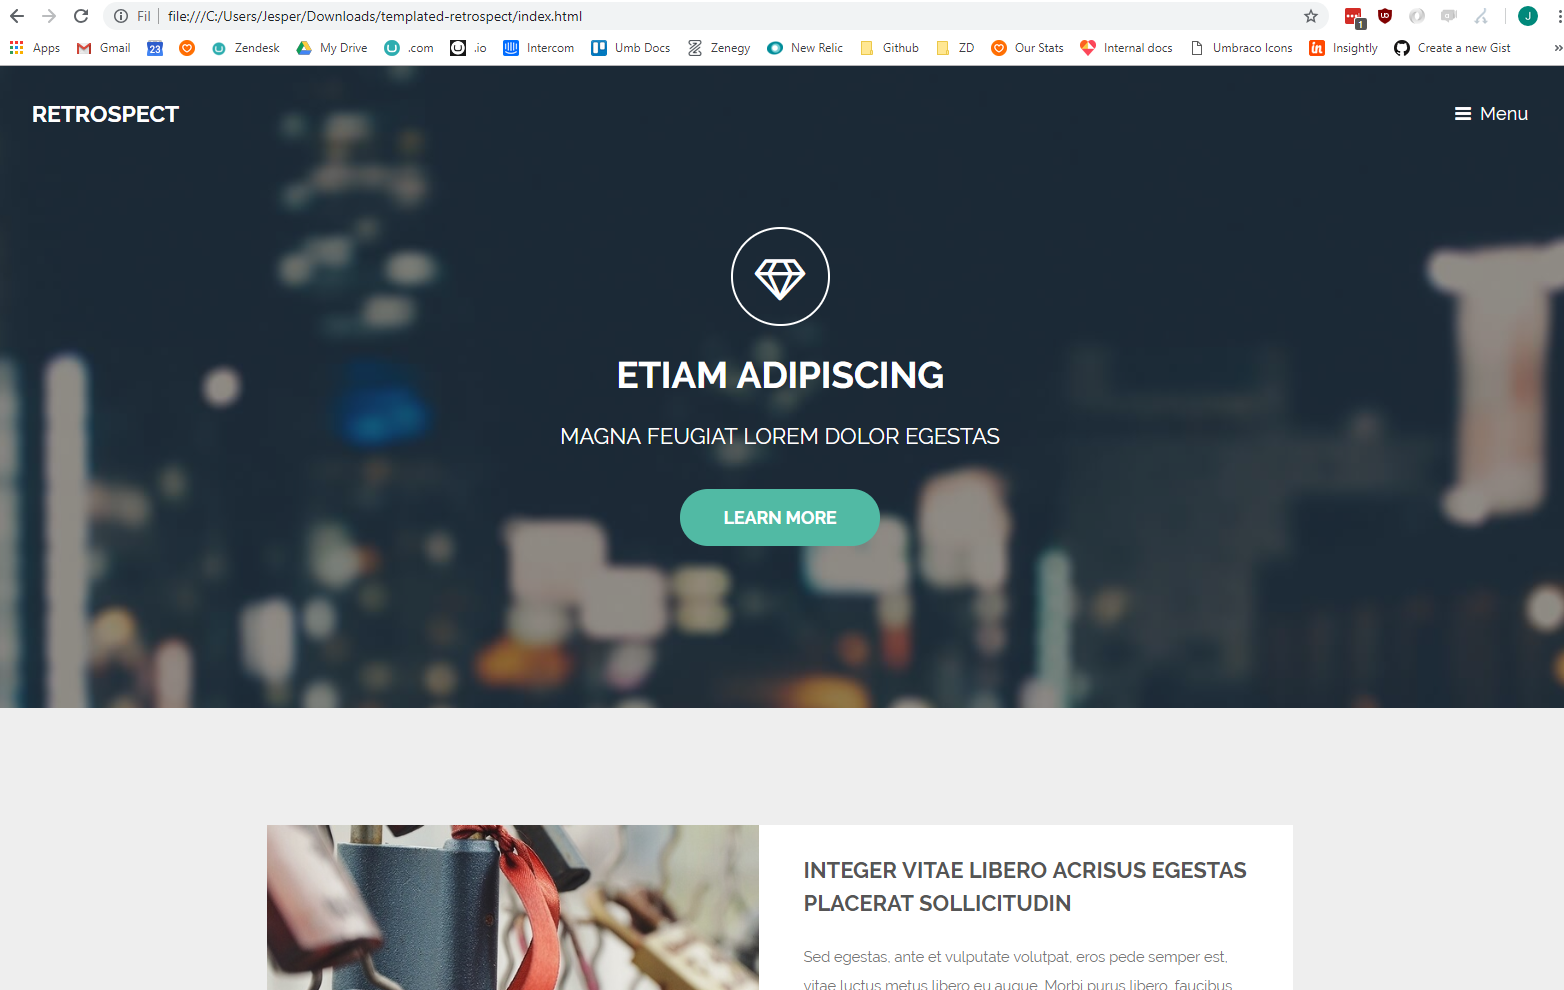 Fil
file:///C:/Users/Jesper/Downloads/templated-retrospect/index.html
1
J
Apps
Gmail
23
Zendesk
My Drive
.com
.io
Intercom
Umb Docs
Zenegy
New Relic
Github
ZD
Our Stats
Internal docs
Umbraco Icons
in
Insightly
Create a new Gist
»
RETROSPECT
Menu
ETIAM ADIPISCING
MAGNA FEUGIAT LOREM DOLOR EGESTAS
LEARN MORE
INTEGER VITAE LIBERO ACRISUS EGESTAS
PLACERAT SOLLICITUDIN
Sed egestas, ante et vulputate volutpat, eros pede semper est,
vitae luctus metus libero eu augue. Morbi purus libero, faucibus